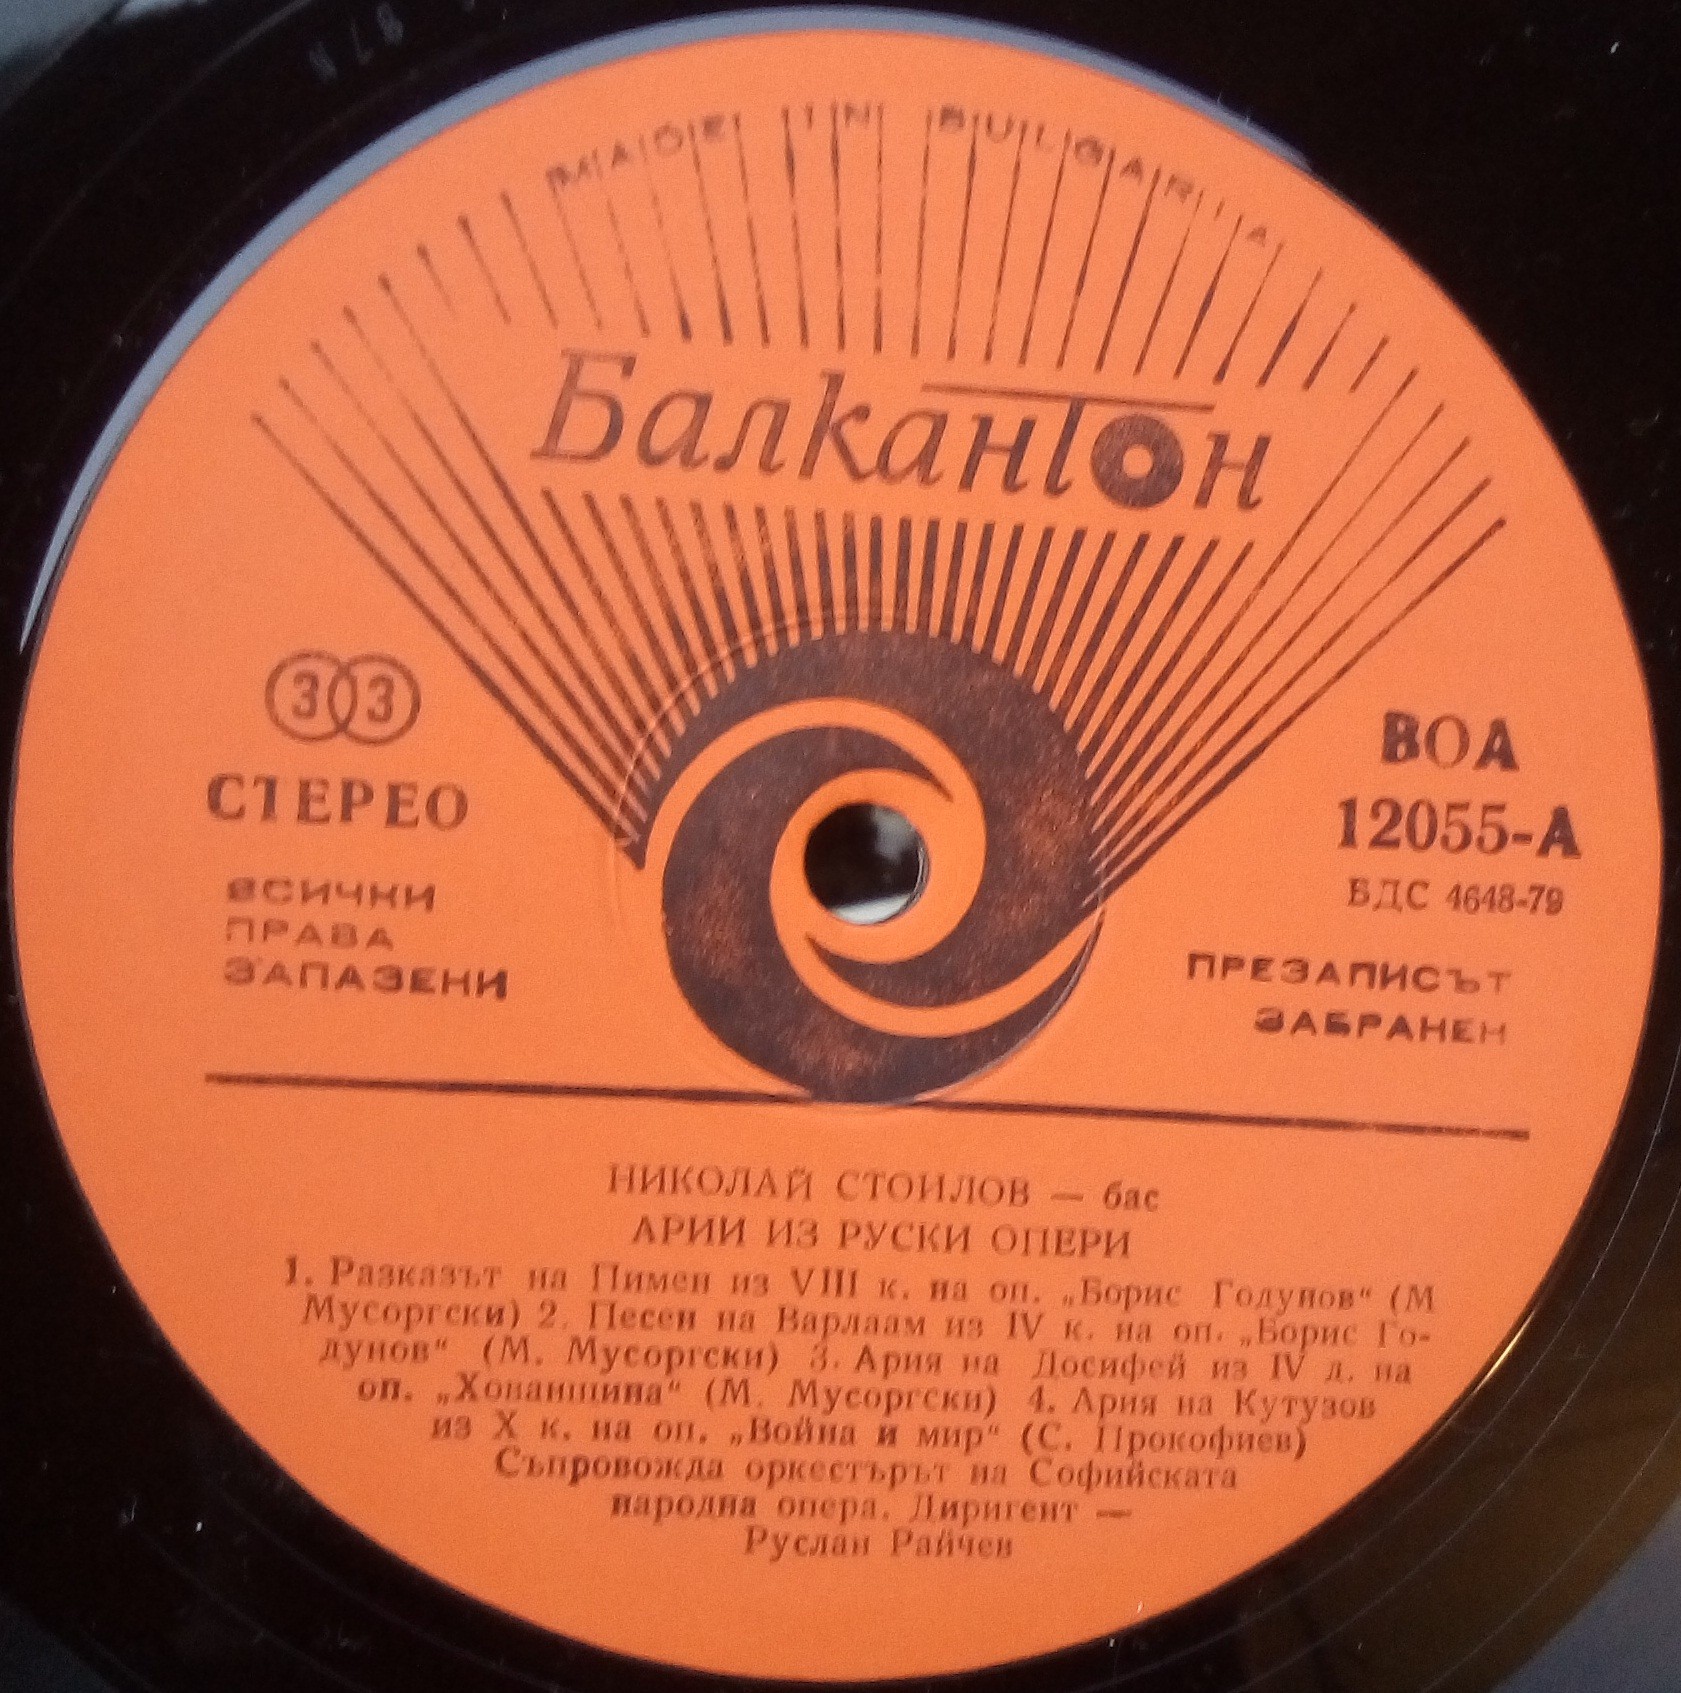 MADE IN BULGARIA
Балкантон
33
СТЕРЕО
ВСИЧКИ
ПРАВА
ЗАПАЗЕНИ
ВОА
12055-А
БДС 4648-79
ПРЕЗАПИСЪТ
ЗАБРАНЕН
НИКОЛАЙ СТОИЛОВ — бас
АРИИ ИЗ РУСКИ ОПЕРИ
1. Разказът на Пимен из VIII к. на оп. „Борис Годунов“ (М
Мусоргски) 2. Песен на Варлаам из IV к. на оп. „Борис Го-
дунов“ (М. Мусоргски) 3. Ария на Досифей из IV д. на
оп. „Хованщина“ (М. Мусоргски) 4. Ария на Кутузов
из X к. на оп. „Война и мир“ (С. Прокофиев)
Съпровожда оркестърът на Софийската
народна опера. Диригент —
Руслан Райчев